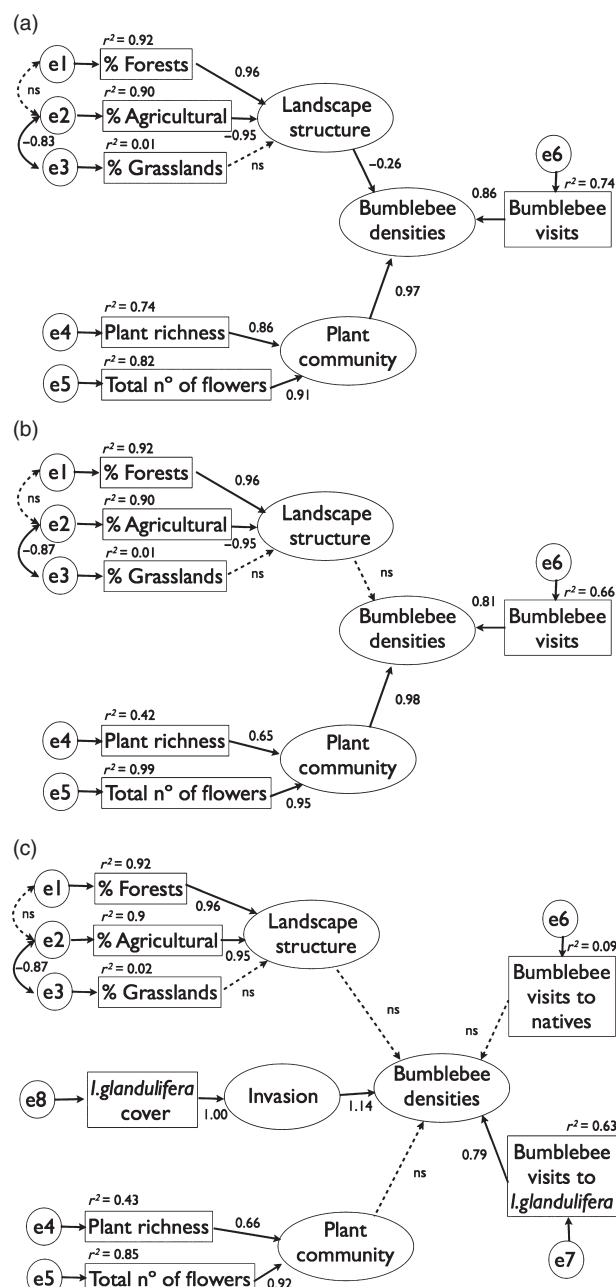 (a)
r² = 0.92
e1
% Forests
0.96
ns
r² = 0.90
e2
% Agricultural
−0.95
Landscape
structure
−0.83
r² = 0.01
e3
% Grasslands
ns
−0.26
e6
r² = 0.74
0.86
Bumblebee
visits
Bumblebee
densities
0.97
r² = 0.74
e4
Plant richness
0.86
r² = 0.82
e5
Total nº of flowers
0.91
Plant
community
(b)
r² = 0.92
e1
% Forests
0.96
ns
r² = 0.90
e2
% Agricultural
−0.95
Landscape
structure
−0.87
r² = 0.01
e3
% Grasslands
ns
ns
e6
r² = 0.66
0.81
Bumblebee
visits
Bumblebee
densities
0.98
r² = 0.42
e4
Plant richness
0.65
r² = 0.99
e5
Total nº of flowers
0.95
Plant
community
(c)
r² = 0.92
e1
% Forests
0.96
ns
r² = 0.9
e2
% Agricultural
0.95
Landscape
structure
−0.87
r² = 0.02
e3
% Grasslands
ns
ns
e6
r² = 0.09
Bumblebee
visits to
natives
ns
e8
I.glandulifera
cover
1.00
Invasion
1.14
Bumblebee
densities
r² = 0.63
Bumblebee
visits to
I.glandulifera
0.79
e7
ns
r² = 0.43
e4
Plant richness
0.66
r² = 0.85
e5
Total nº of flowers
0.92
Plant
community